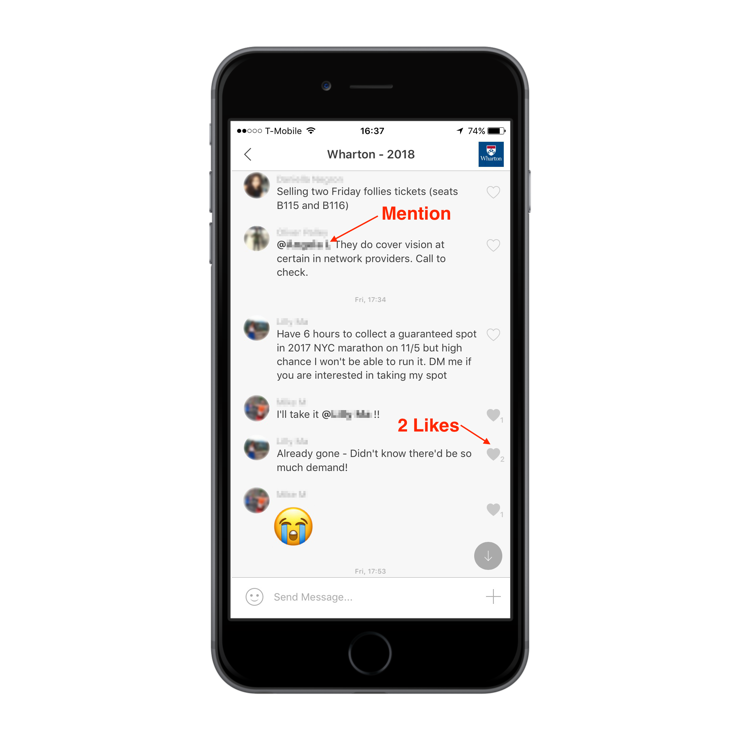 T-Mobile 16:37 74%
Wharton - 2018
Wharton
Selling two Friday follies tickets (seats
B115 and B116)
Mention
@ They do cover vision at
certain in network providers. Call to
check.
Fri, 17:34
Lilly Ma
Have 6 hours to collect a guaranteed spot
in 2017 NYC marathon on 11/5 but high
chance I won't be able to run it. DM me if
you are interested in taking my spot
Mike M
I'll take it @Lilly Ma !!
1
2 Likes
Lilly Ma
Already gone - Didn't know there'd be so
much demand!
2
Mike M
1
Fri, 17:53
Send Message...